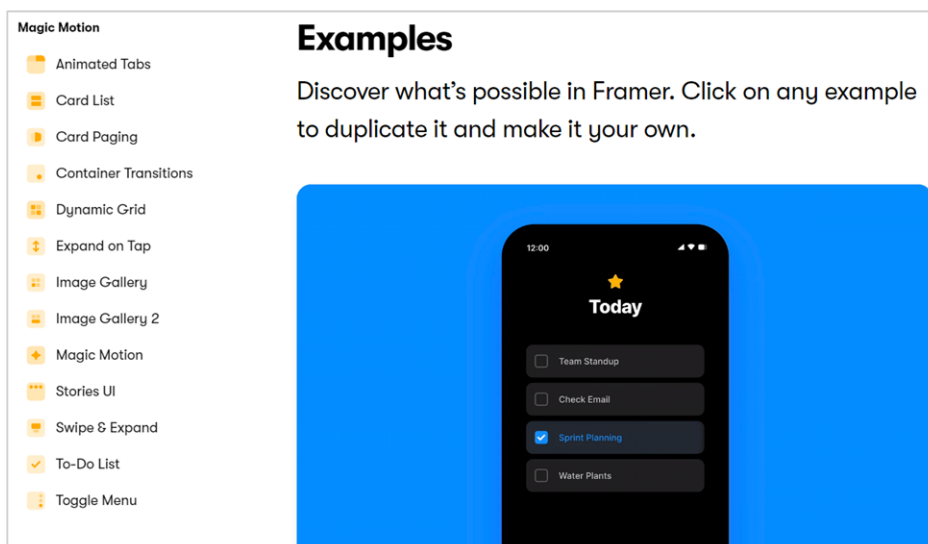 Magic Motion
Animated Tabs
Card List
Card Paging
Container Transitions
Dynamic Grid
Expand on Tap
Image Gallery
Image Gallery 2
Magic Motion
Stories UI
Swipe & Expand
To-Do List
Toggle Menu
Examples
Discover what’s possible in Framer. Click on any example
to duplicate it and make it your own.
12:00
Today
Team Standup
Check Email
Sprint Planning
Water Plants